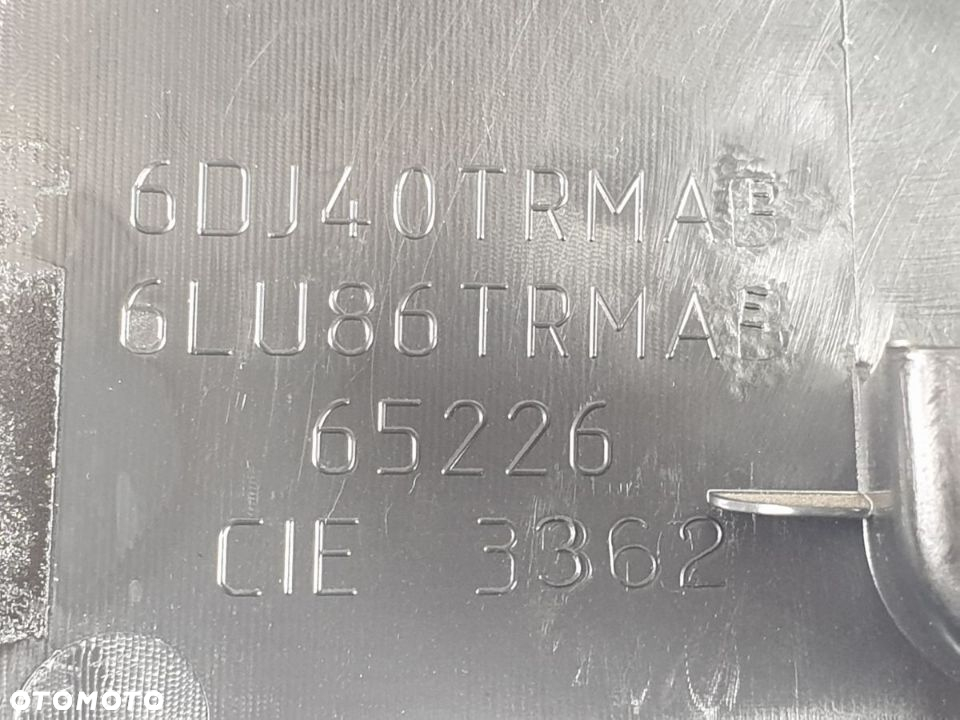 6DJ40TRMAB
6LU86TRMAB
65226
CIE 3362
OTOMOTO